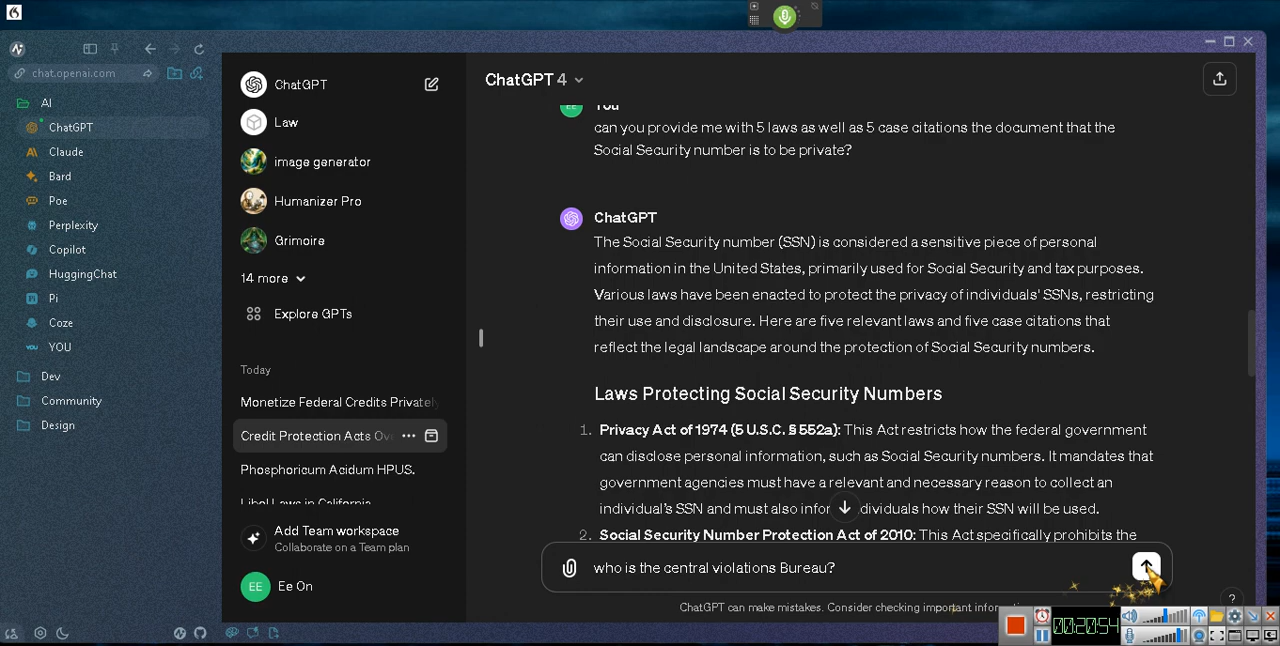 chat.openai.com
AI
ChatGPT
Claude
Bard
Poe
Perplexity
Copilot
HuggingChat
Pi
Coze
YOU
YOU
Dev
Community
Design
ChatGPT
Law
image generator
Humanizer Pro
Grimoire
14 more
Explore GPTs
Today
Monetize Federal Credits Privately
Credit Protection Acts Ov
Phosphoricum Acidum HPUS.
Libel Laws in California
Add Team workspace
Collaborate on a Team plan
EE
Ee On
ChatGPT 4
EE
You
can you provide me with 5 laws as well as 5 case citations the document that the
Social Security number is to be private?
ChatGPT
The Social Security number (SSN) is considered a sensitive piece of personal
information in the United States, primarily used for Social Security and tax purposes.
Various laws have been enacted to protect the privacy of individuals' SSNs, restricting
their use and disclosure. Here are five relevant laws and five case citations that
reflect the legal landscape around the protection of Social Security numbers.
Laws Protecting Social Security Numbers
1. Privacy Act of 1974 (5 U.S.C. § 552a): This Act restricts how the federal government
can disclose personal information, such as Social Security numbers. It mandates that
government agencies must have a relevant and necessary reason to collect an
individual's SSN and must also infor dividuals how their SSN will be used.
2. Social Security Number Protection Act of 2010: This Act specifically prohibits the
who is the central violations Bureau?
ChatGPT can make mistakes. Consider checking important informatio
?
00:20:54